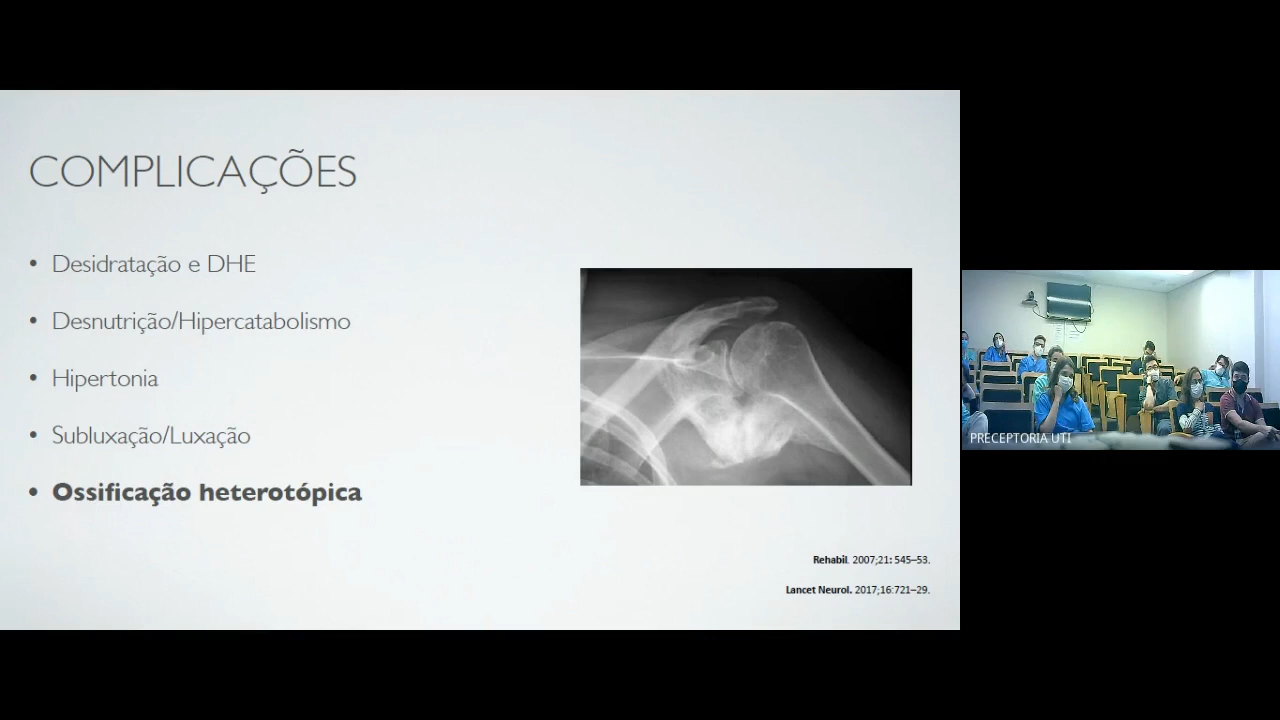 COMPLICAÇÕES
• Desidratação e DHE
• Desnutrição/Hipercatabolismo
• Hipertonia
• Subluxação/Luxação
• Ossificação heterotópica
Rehabil. 2007;21: 545–53.
Lancet Neurol. 2017;16:721–29.
PRECEPTORIA UTI